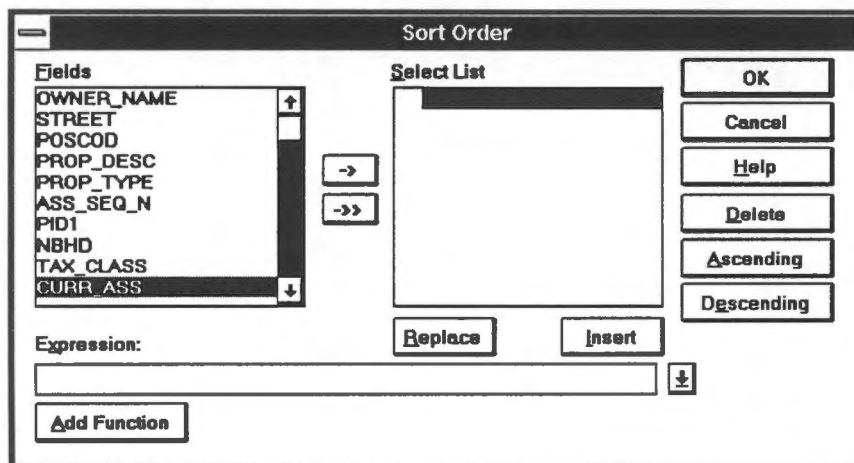 Sort Order
Fields
OWNER_NAME
STREET
POSCOD
PROP_DESC
PROP_TYPE
ASS_SEQ_N
PID1
NBHD
TAX_CLASS
CURR_ASS
->
->>
Select List
Replace
Insert
OK
Cancel
Help
Delete
Ascending
Descending
Expression:
Add Function